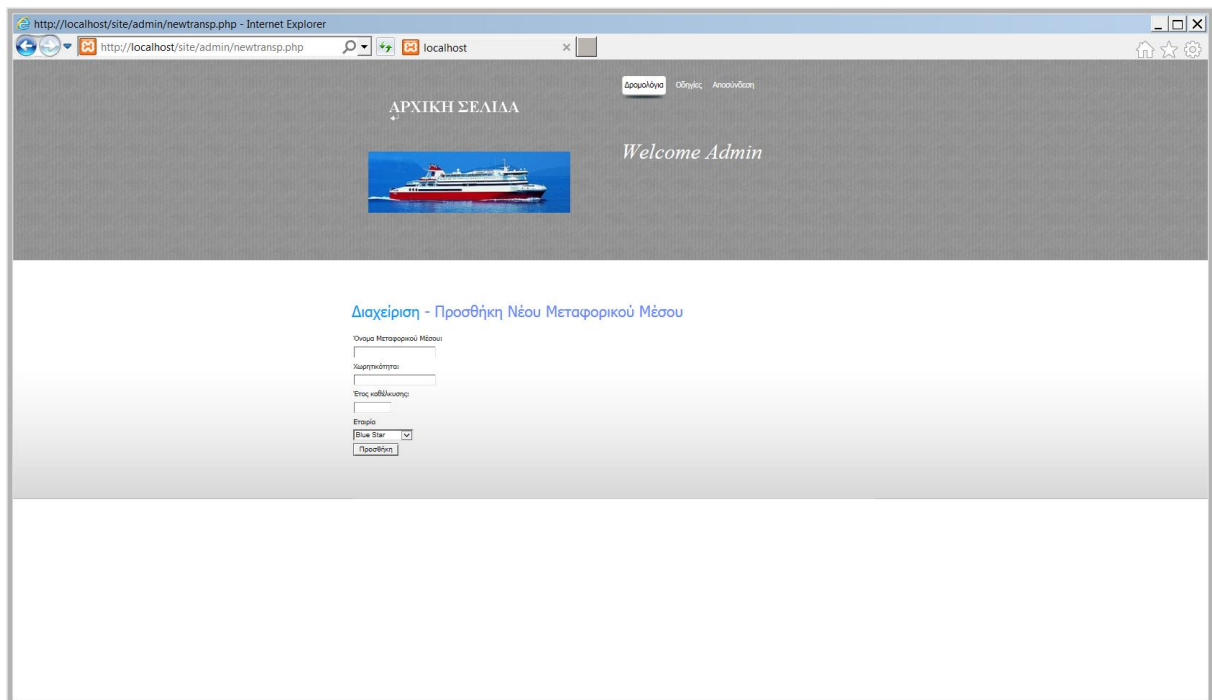 http://localhost/site/admin/newtransp.php - Internet Explorer
http://localhost/site/admin/newtransp.php
localhost
Δρομολόγια Οδηγίες Αποσύνδεση
ΑΡΧΙΚΗ ΣΕΛΙΔΑ
Welcome Admin
Διαχείριση - Προσθήκη Νέου Μεταφορικού Μέσου
Όνομα Μεταφορικού Μέσου:
Χωρητικότητα:
Έτος καθέλκυσης:
Εταιρία
Blue Star
Προσθήκη